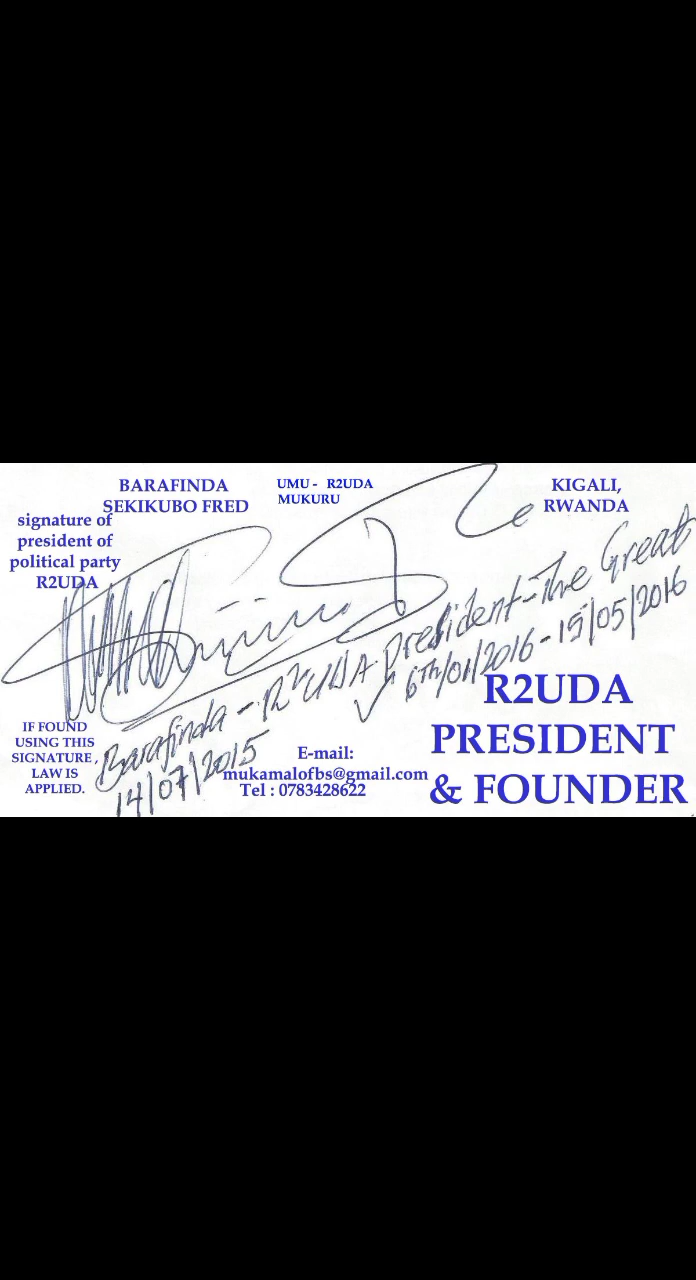 BARAFINDA
SEKIKUBO FRED
UMU - R2UDA
MUKURU
KIGALI,
RWANDA
signature of
president of
political party
R2UDA
Barafinda - R²UDA President - The Great
14/07/2015
6Th/01/2016 - 15/05/2016
IF FOUND
USING THIS
SIGNATURE,
LAW IS
APPLIED.
E-mail:
mukamalofbs@gmail.com
Tel : 0783428622
R2UDA
PRESIDENT
& FOUNDER